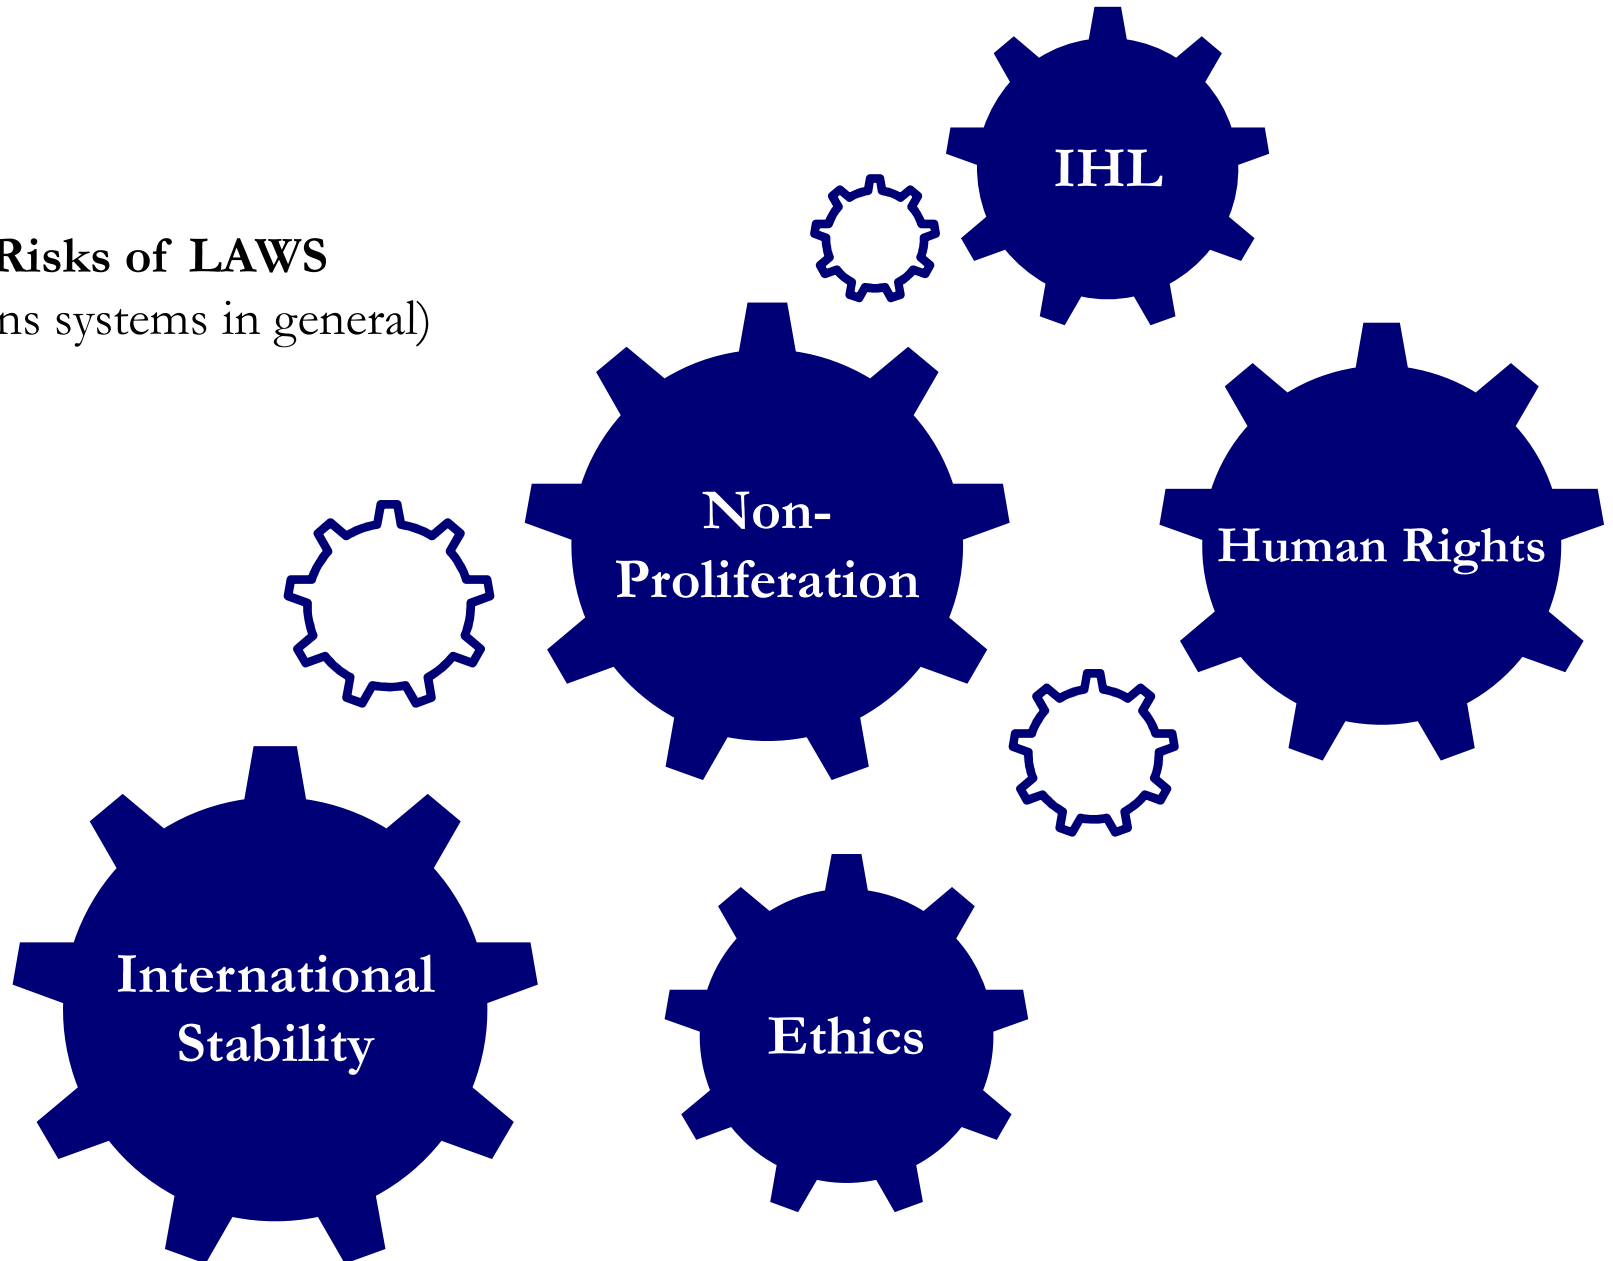 Risks of LAWS
ns systems in general)
IHL
Non-
Proliferation
Human Rights
International
Stability
Ethics